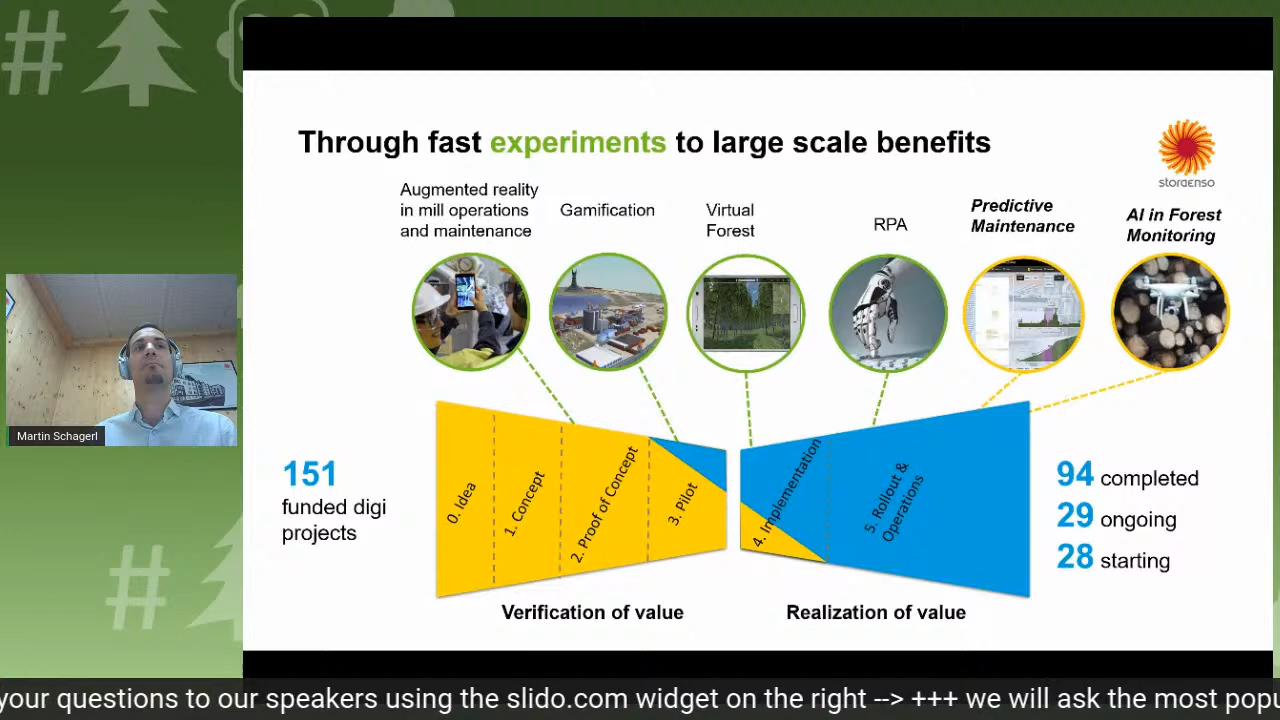 Through fast experiments to large scale benefits
storaenso
Augmented reality
in mill operations
and maintenance
Gamification
Virtual
Forest
RPA
Predictive
Maintenance
AI in Forest
Monitoring
151
funded digi
projects
0. Idea
1. Concept
2. Proof of Concept
3. Pilot
4. Implementation
5. Rollout &
Operations
94 completed
29 ongoing
28 starting
Verification of value
Realization of value
Martin Schagerl
your questions to our speakers using the slido.com widget on the right --> +++ we will ask the most popu